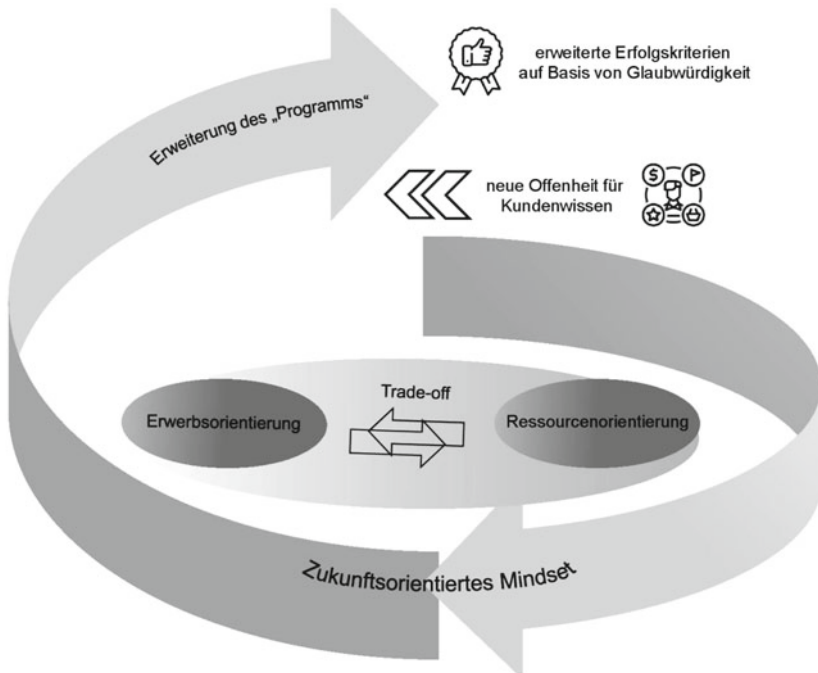 erweiterte Erfolgskriterien
auf Basis von Glaubwürdigkeit
Erweiterung des „Programms“
neue Offenheit für
Kundenwissen
Trade-off
Erwerbsorientierung
Ressourcenorientierung
Zukunftsorientiertes Mindset